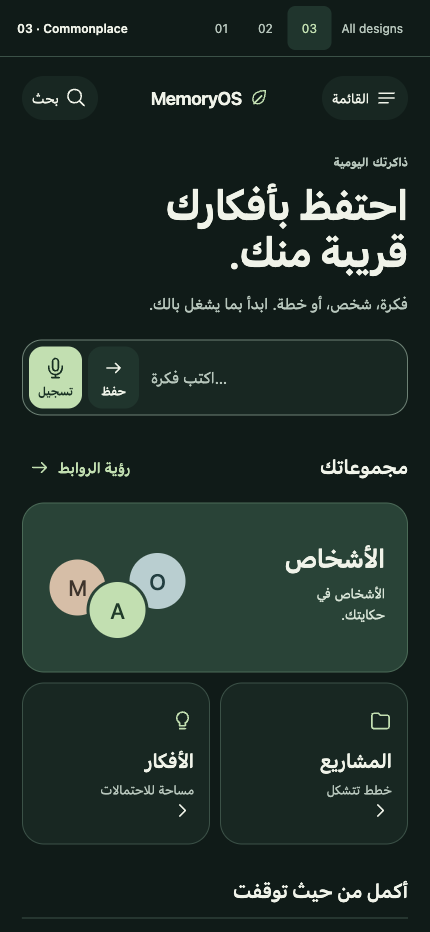 03 · Commonplace
01
02
03
All designs
القائمة
MemoryOS
بحث
ذاكرتك اليومية
احتفظ بأفكارك
قريبة منك.
فكرة، شخص، أو خطة. ابدأ بما يشغل بالك.
اكتب فكرة...
حفظ
تسجيل
مجموعاتك
رؤية الروابط
الأشخاص
الأشخاص في
حكايتك.
M
A
O
المشاريع
خطط تتشكل
الأفكار
مساحة للاحتمالات
أكمل من حيث توقفت